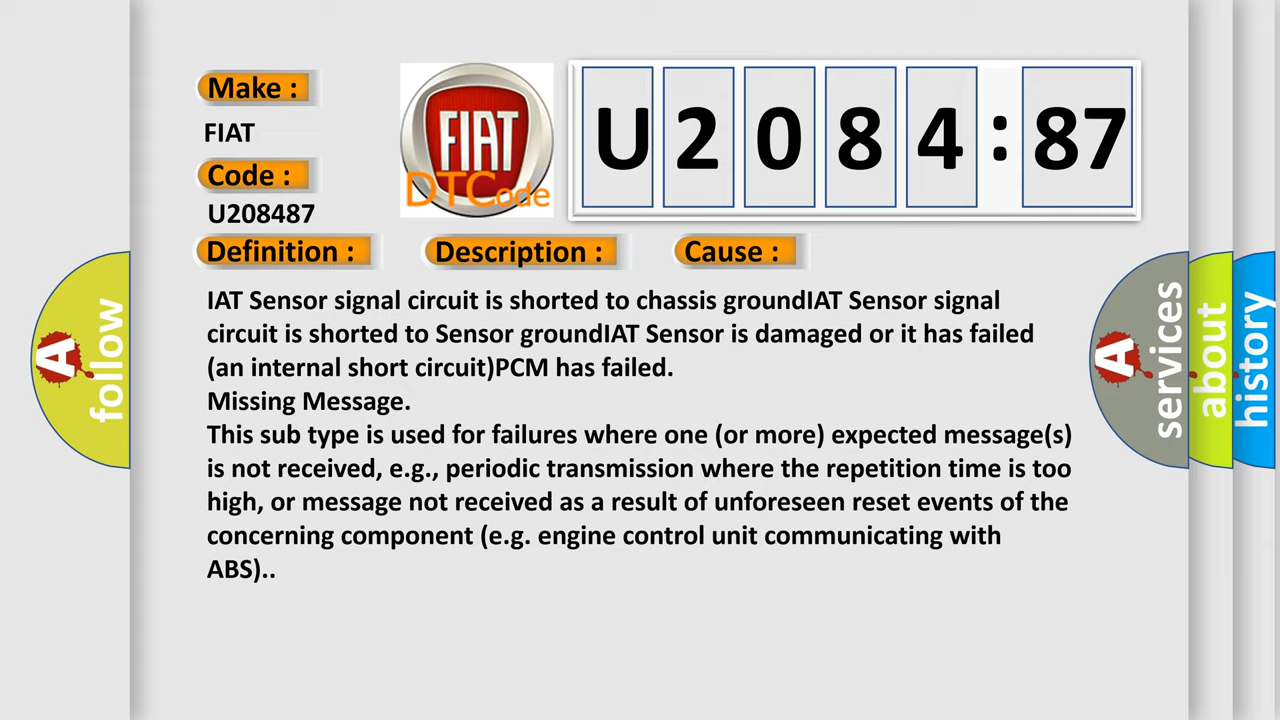 Make :
FIAT
Code :
U208487
FIAT
DTCode
U2084:87
Definition :
Description :
Cause :
IAT Sensor signal circuit is shorted to chassis groundIAT Sensor signal
circuit is shorted to Sensor groundIAT Sensor is damaged or it has failed
(an internal short circuit)PCM has failed.
Missing Message.
This sub type is used for failures where one (or more) expected message(s)
is not received, e.g., periodic transmission where the repetition time is too
high, or message not received as a result of unforeseen reset events of the
concerning component (e.g. engine control unit communicating with
ABS)..
A
follow
A
services
about
history